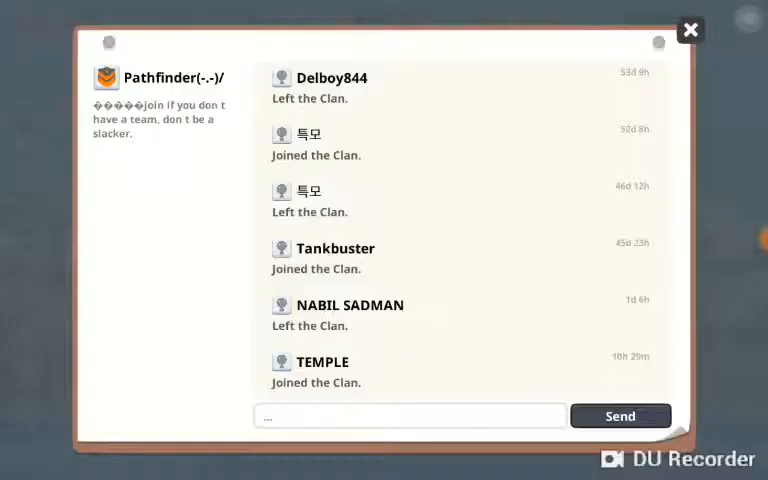 Pathfinder(-.-)/
�����join if you don t
have a team, don t be a
slacker.
Delboy844
53d 9h
Left the Clan.
특모
52d 8h
Joined the Clan.
특모
46d 12h
Left the Clan.
Tankbuster
45d 23h
Joined the Clan.
NABIL SADMAN
1d 6h
Left the Clan.
TEMPLE
10h 29m
Joined the Clan.
...
Send
DU Recorder